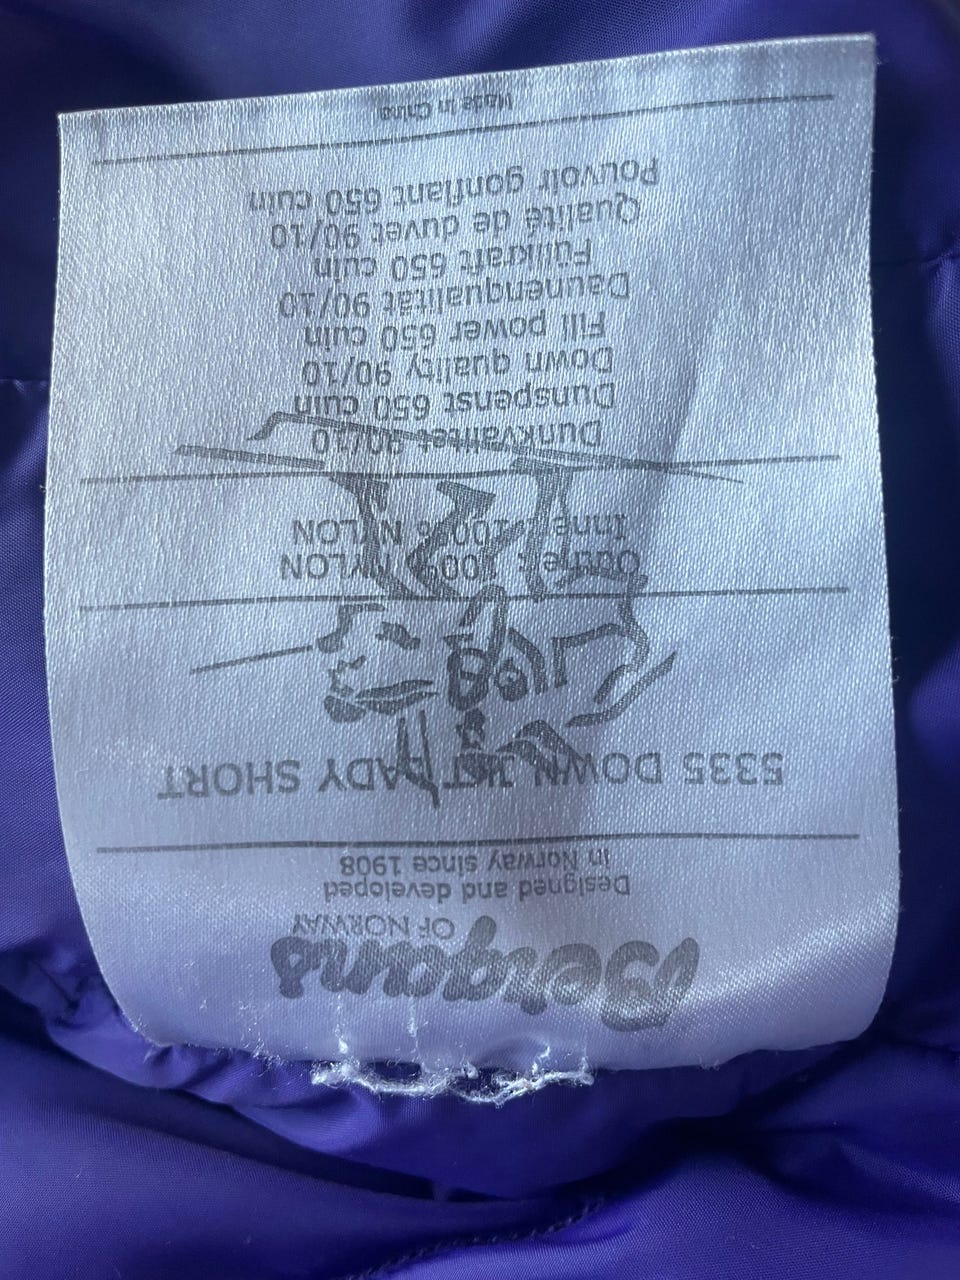 Bergans
OF NORWAY
Designed and developed
in Norway since 1908
5335 DOWN LADY SHORT
Outher: 100% NYLON
Inner: 100% NYLON
Dunkvalitet 90/10
Dunspenst 650 cuin
Down quality 90/10
Fill power 650 cuin
Daunenqualität 90/10
Füllkraft 650 cuin
Qualité de duvet 90/10
Pouvoir gonflant 650 cuin
Made in China